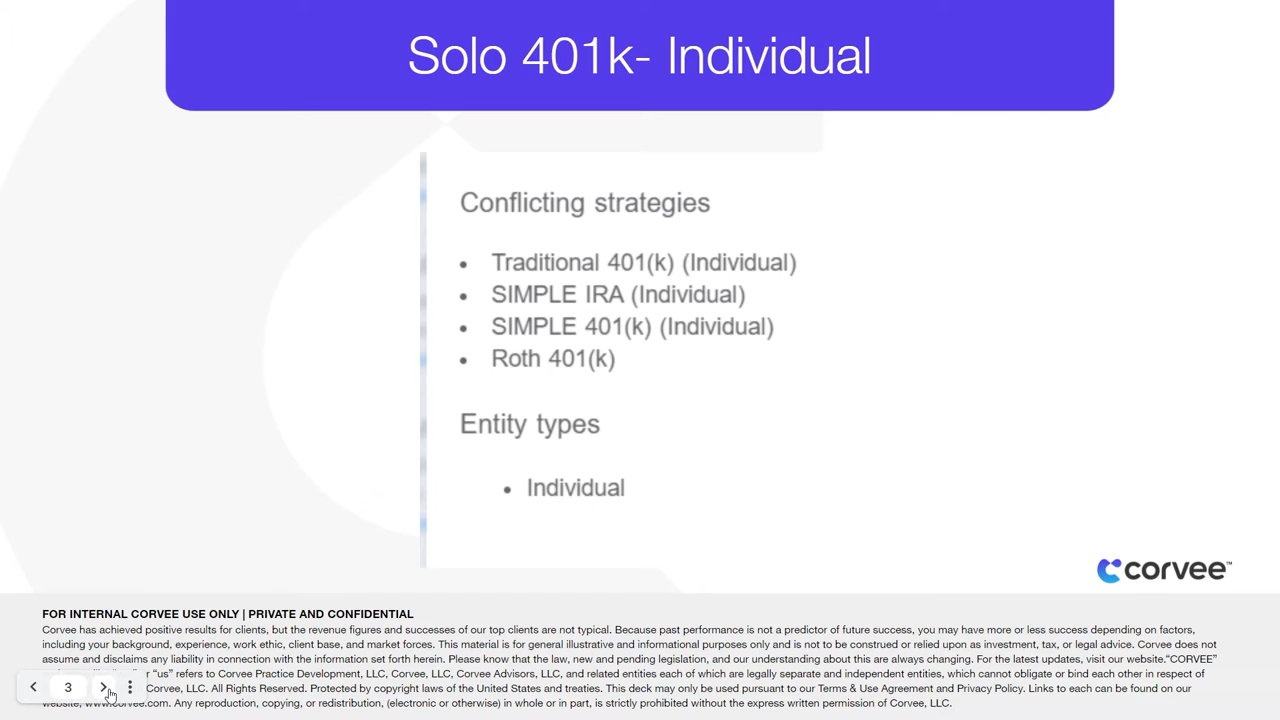 Solo 401k- Individual
Conflicting strategies
• Traditional 401(k) (Individual)
• SIMPLE IRA (Individual)
• SIMPLE 401(k) (Individual)
• Roth 401(k)
Entity types
• Individual
corvee™
FOR INTERNAL CORVEE USE ONLY | PRIVATE AND CONFIDENTIAL
Corvee has achieved positive results for clients, but the revenue figures and successes of our top clients are not typical. Because past performance is not a predictor of future success, you may have more or less success depending on factors,
including your background, experience, work ethic, client base, and market forces. This material is for general illustrative and informational purposes only and is not to be construed or relied upon as investment, tax, or legal advice. Corvee does not
assume and disclaims any liability in connection with the information set forth herein. Please know that the law, new and pending legislation, and our understanding about this are always changing. For the latest updates, visit our website.“CORVEE”
“us” refers to Corvee Practice Development, LLC, Corvee, LLC, Corvee Advisors, LLC, and related entities each of which are legally separate and independent entities, which cannot obligate or bind each other in respect of
3 Corvee, LLC. All Rights Reserved. Protected by copyright laws of the United States and treaties. This deck may only be used pursuant to our Terms & Use Agreement and Privacy Policy. Links to each can be found on our
website, www.corvee.com. Any reproduction, copying, or redistribution, (electronic or otherwise) in whole or in part, is strictly prohibited without the express written permission of Corvee, LLC.